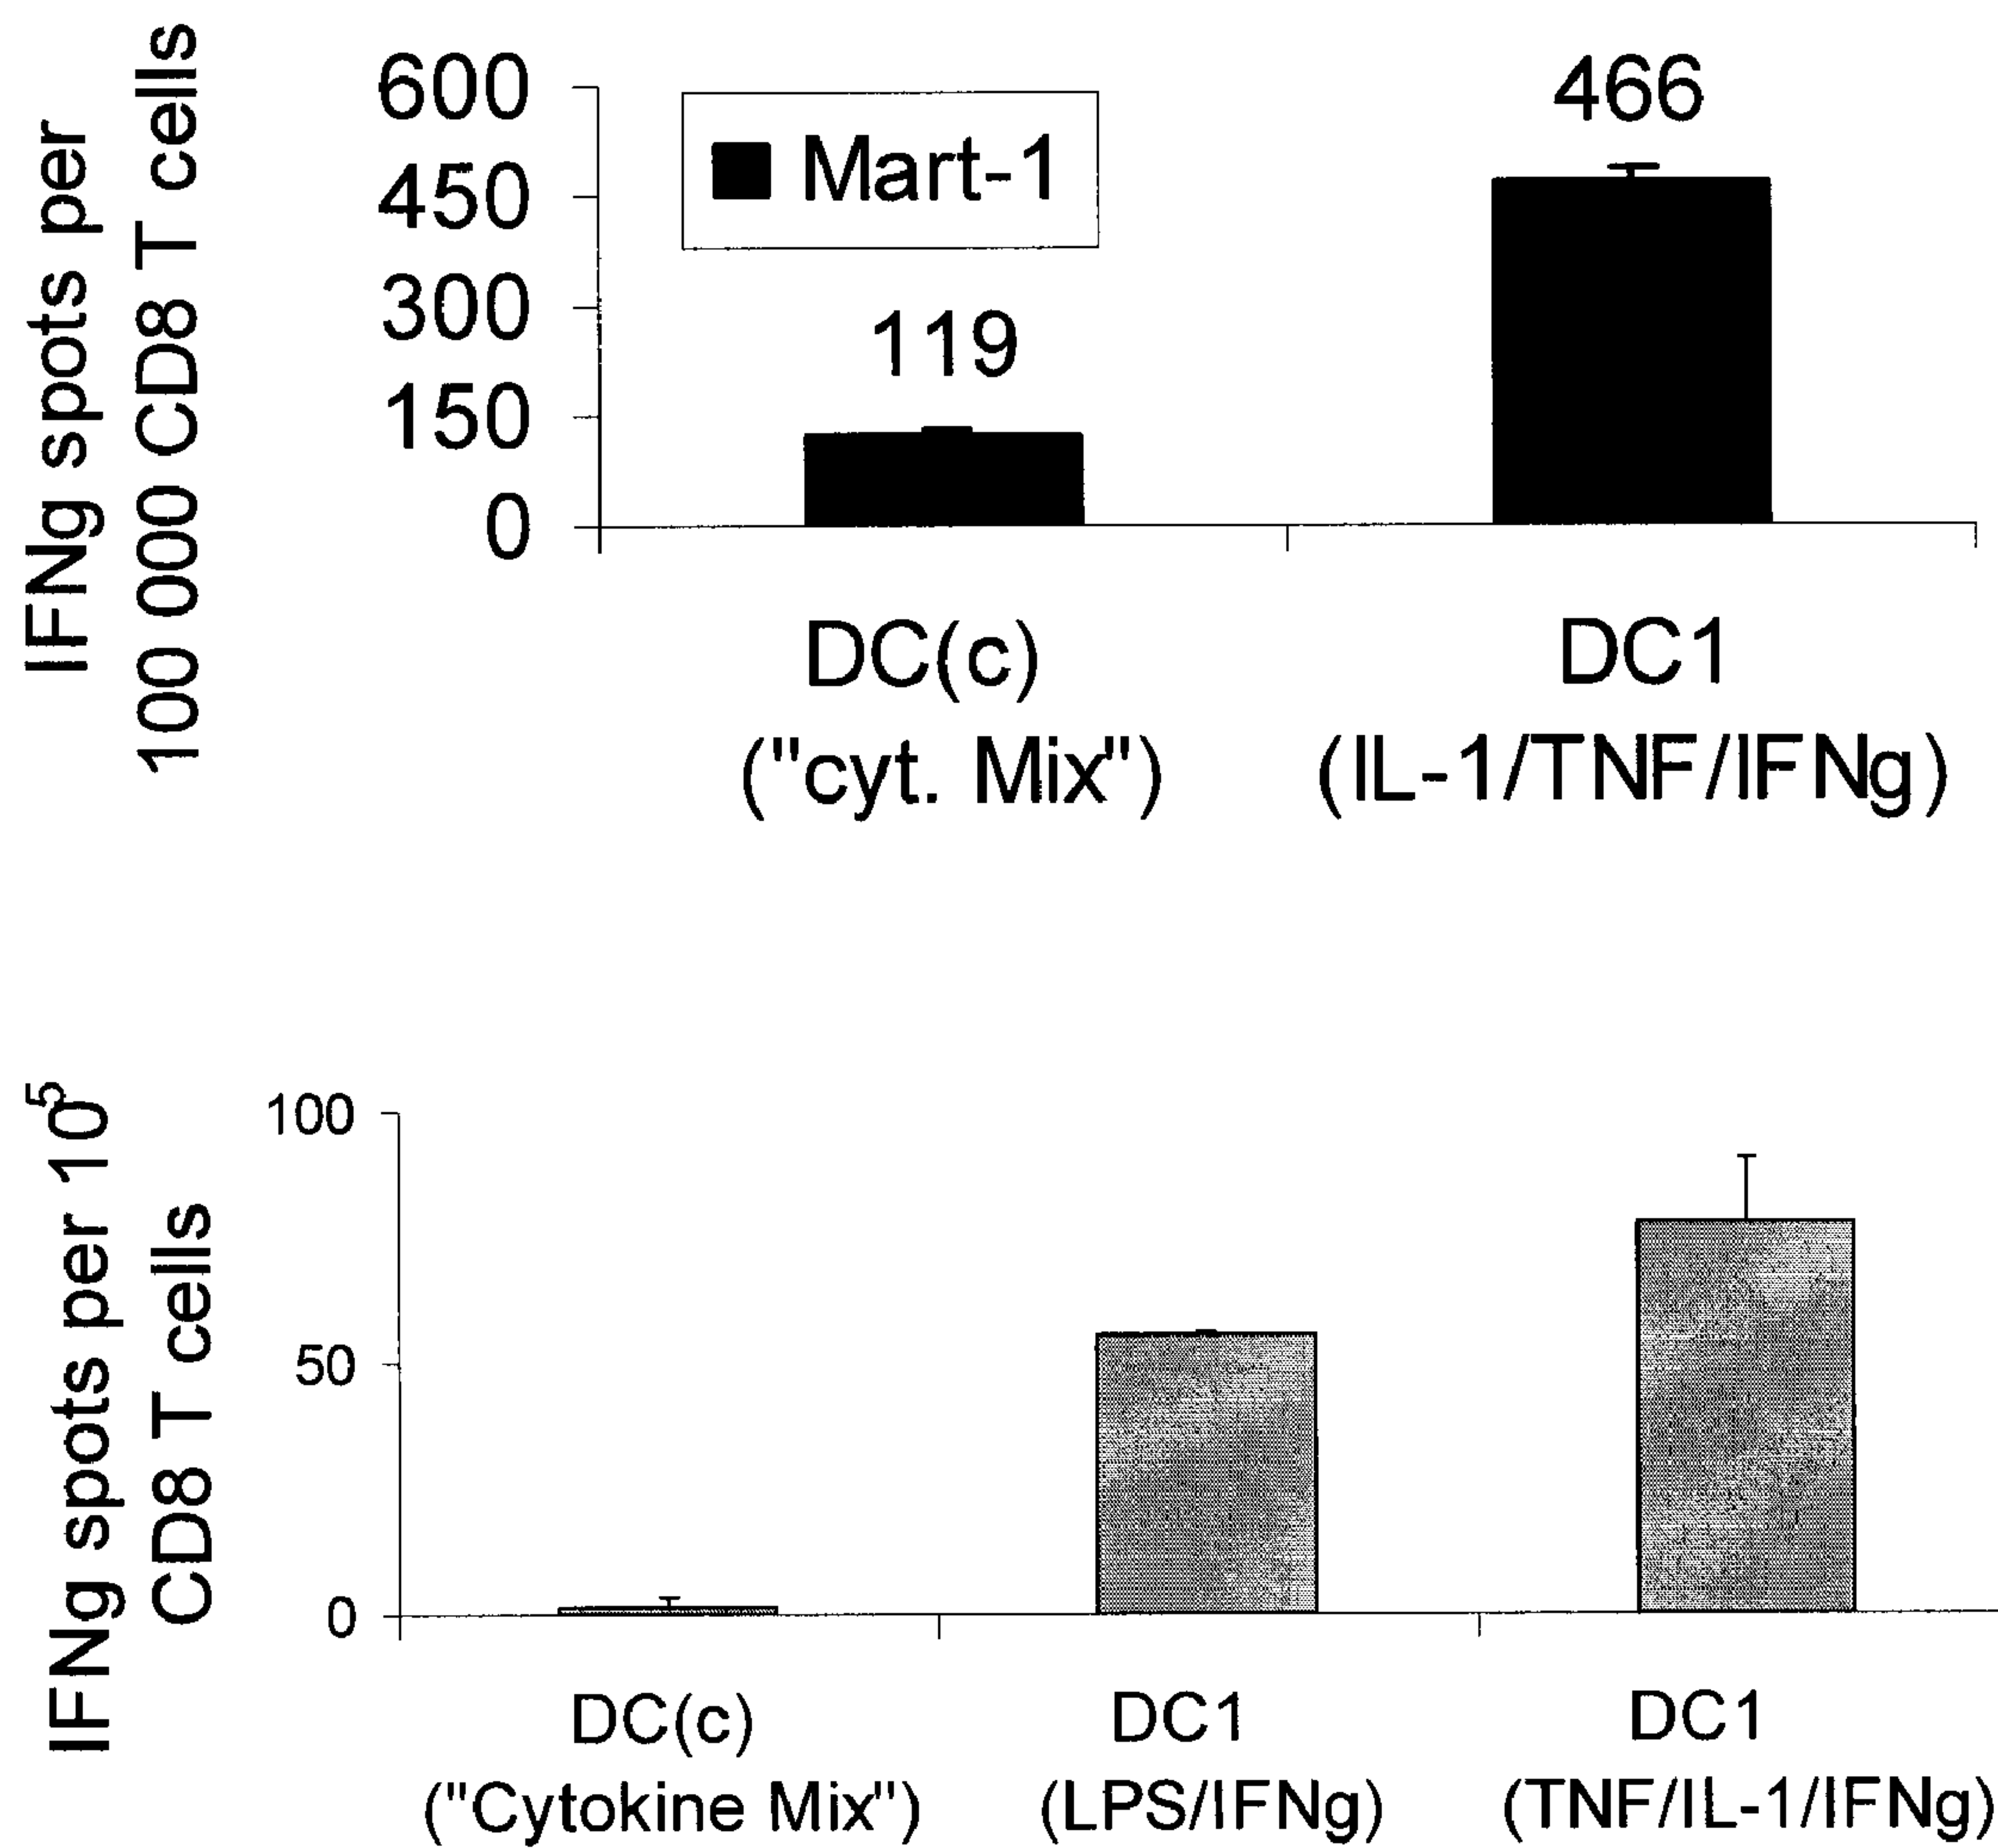 IFNg spots per
100 000 CD8 T cells
600
450
300
150
0
Mart-1
119
466
DC(c)
("cyt. Mix")
DC1
(IL-1/TNF/IFNg)
IFNg spots per 10⁵
CD8 T cells
100
50
0
DC(c)
("Cytokine Mix")
DC1
(LPS/IFNg)
DC1
(TNF/IL-1/IFNg)